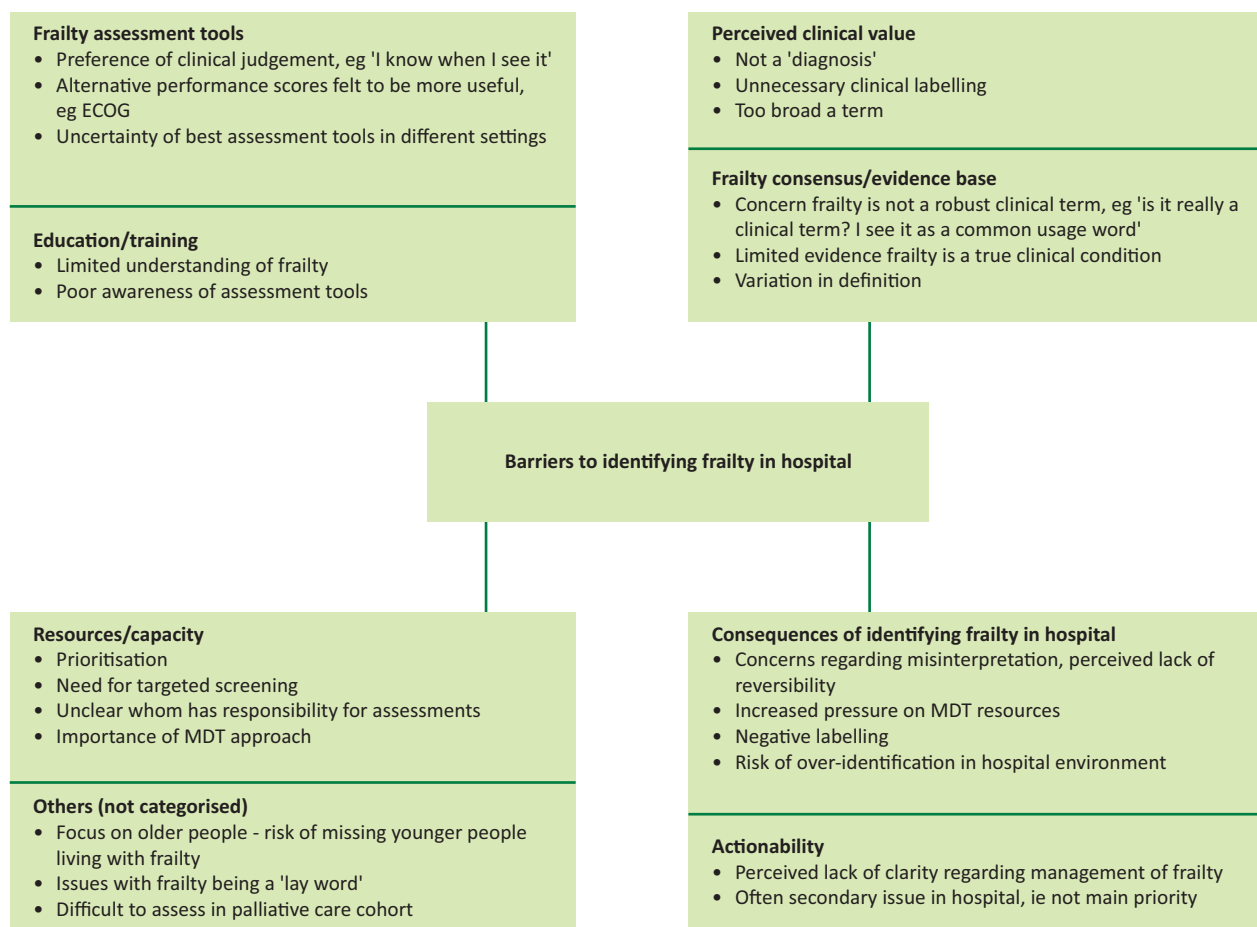 Frailty assessment tools
• Preference of clinical judgement, eg 'I know when I see it'
• Alternative performance scores felt to be more useful,
eg ECOG
• Uncertainty of best assessment tools in different settings
Education/training
• Limited understanding of frailty
• Poor awareness of assessment tools
Perceived clinical value
• Not a 'diagnosis'
• Unnecessary clinical labelling
• Too broad a term
Frailty consensus/evidence base
• Concern frailty is not a robust clinical term, eg 'is it really a
clinical term? I see it as a common usage word'
• Limited evidence frailty is a true clinical condition
• Variation in definition
Barriers to identifying frailty in hospital
Resources/capacity
• Prioritisation
• Need for targeted screening
• Unclear whom has responsibility for assessments
• Importance of MDT approach
Others (not categorised)
• Focus on older people - risk of missing younger people
living with frailty
• Issues with frailty being a 'lay word'
• Difficult to assess in palliative care cohort
Consequences of identifying frailty in hospital
• Concerns regarding misinterpretation, perceived lack of
reversibility
• Increased pressure on MDT resources
• Negative labelling
• Risk of over-identification in hospital environment
Actionability
• Perceived lack of clarity regarding management of frailty
• Often secondary issue in hospital, ie not main priority